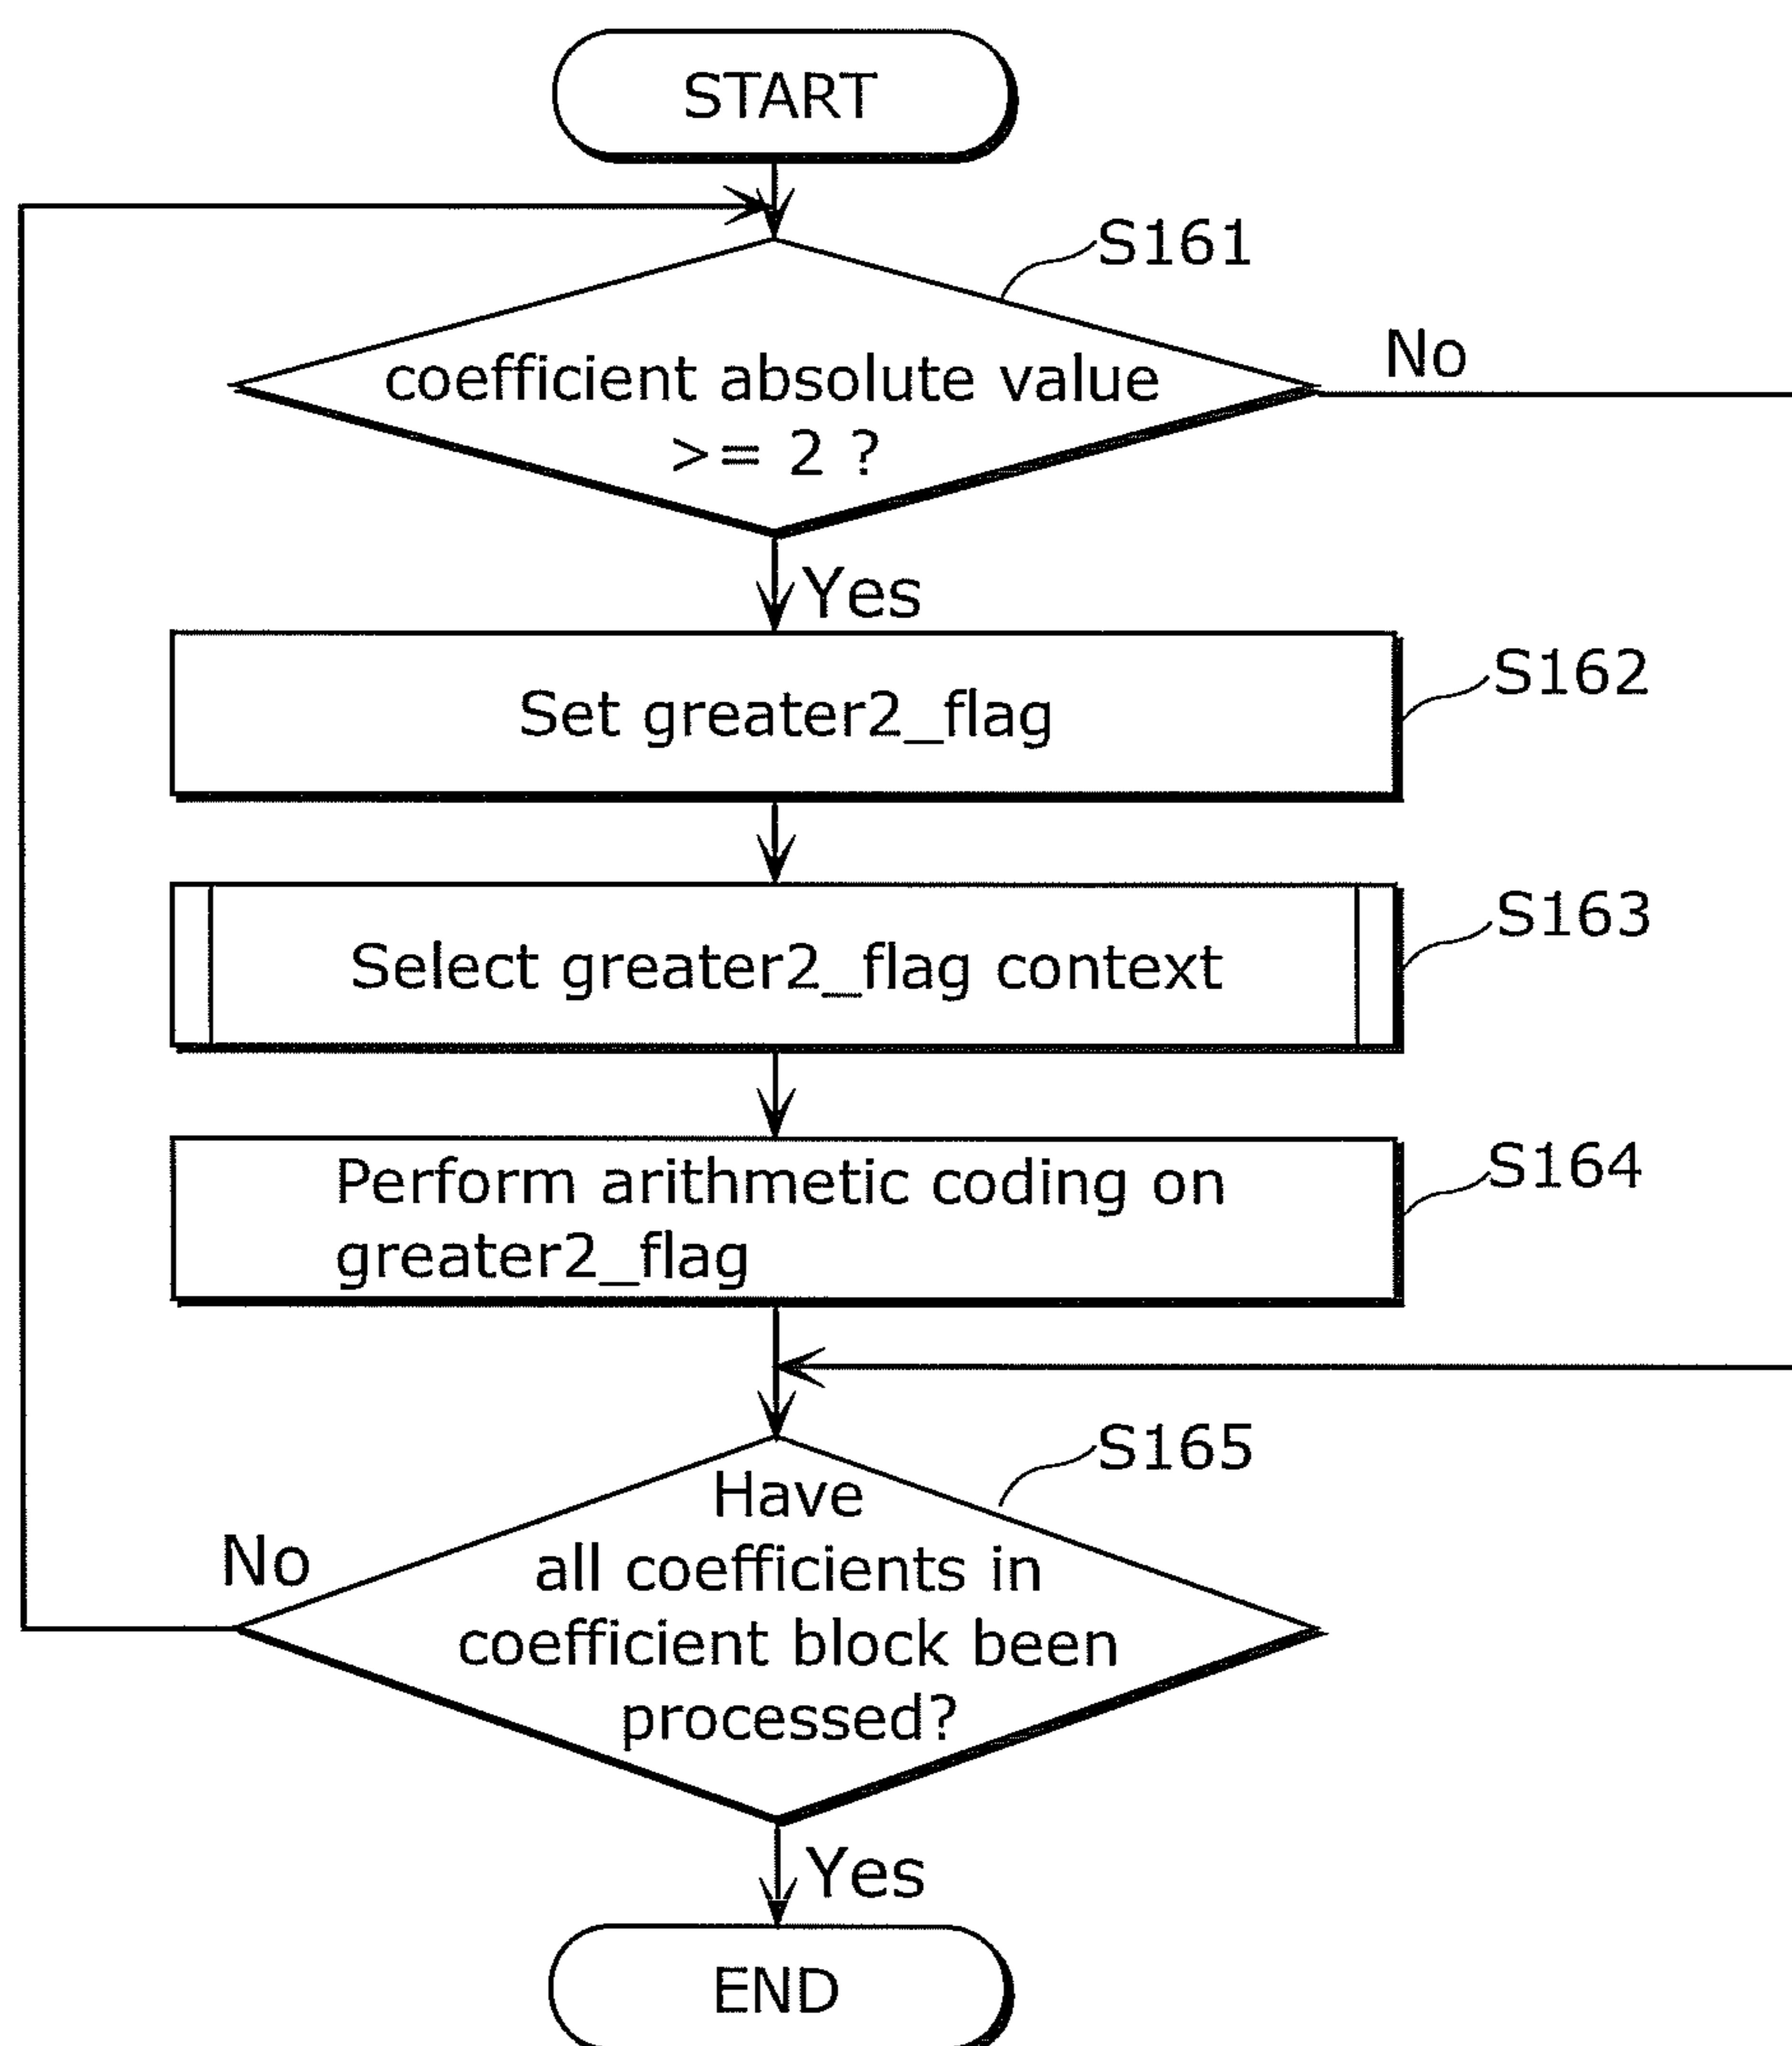 START
S161
No
coefficient absolute value
>= 2 ?
Yes
S162
Set greater2_flag
S163
Select greater2_flag context
S164
Perform arithmetic coding on
greater2_flag
S165
Have
all coefficients in
coefficient block been
processed?
No
Yes
END